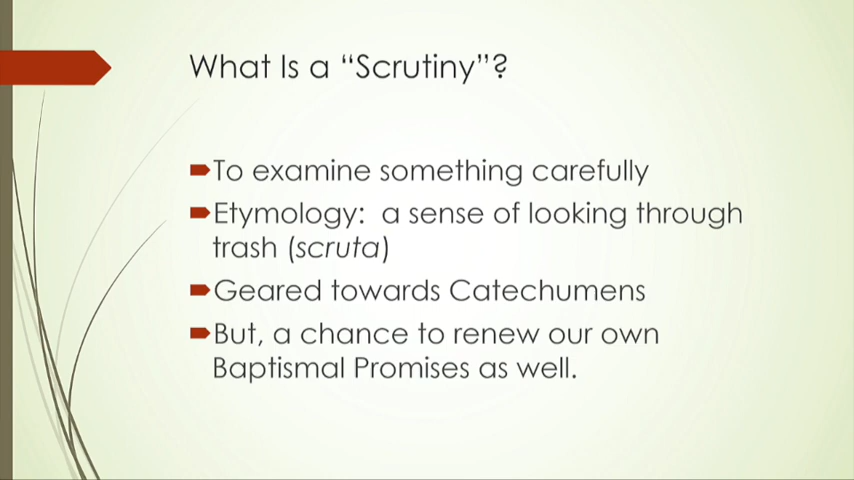 What Is a “Scrutiny”?
To examine something carefully
Etymology:  a sense of looking through
trash (scruta)
Geared towards Catechumens
But, a chance to renew our own
Baptismal Promises as well.